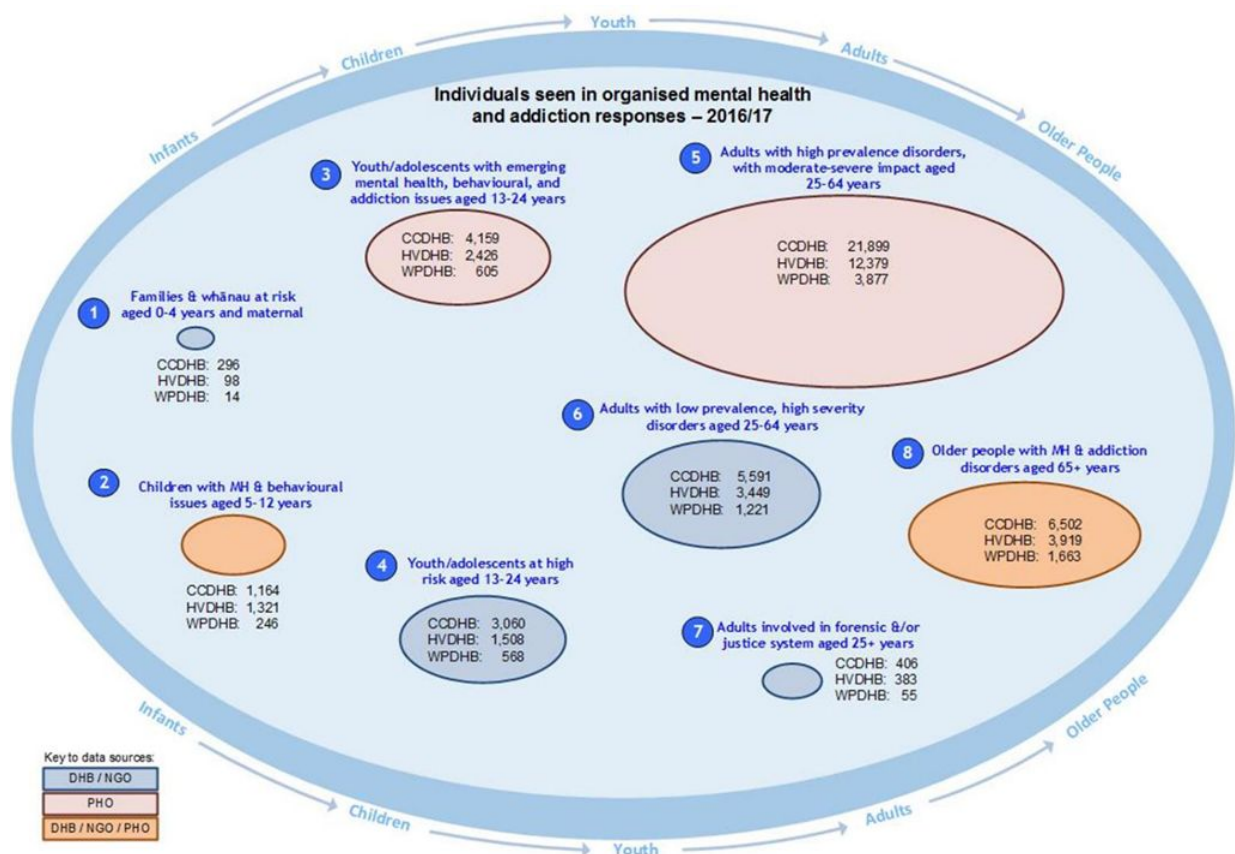 Infants
Children
Youth
Adults
Older People
Individuals seen in organised mental health
and addiction responses – 2016/17
3
Youth/adolescents with emerging
mental health, behavioural, and
addiction issues aged 13-24 years
CCDHB: 4,159
HVDHB: 2,426
WPDHB: 605
5
Adults with high prevalence disorders,
with moderate-severe impact aged
25-64 years
CCDHB: 21,899
HVDHB: 12,379
WPDHB: 3,877
1
Families & whānau at risk
aged 0-4 years and maternal
CCDHB: 296
HVDHB: 98
WPDHB: 14
6
Adults with low prevalence, high severity
disorders aged 25-64 years
CCDHB: 5,591
HVDHB: 3,449
WPDHB: 1,221
8
Older people with MH & addiction
disorders aged 65+ years
CCDHB: 6,502
HVDHB: 3,919
WPDHB: 1,663
2
Children with MH & behavioural
issues aged 5-12 years
CCDHB: 1,164
HVDHB: 1,321
WPDHB: 246
4
Youth/adolescents at high
risk aged 13-24 years
CCDHB: 3,060
HVDHB: 1,508
WPDHB: 568
7
Adults involved in forensic &/or
justice system aged 25+ years
CCDHB: 406
HVDHB: 383
WPDHB: 55
Infants
Children
Youth
Adults
Older People
Key to data sources:
DHB / NGO
PHO
DHB / NGO / PHO